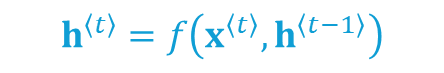 𝐡⟨𝑡⟩ = 𝑓(𝐱⟨𝑡⟩, 𝐡⟨𝑡−1⟩)